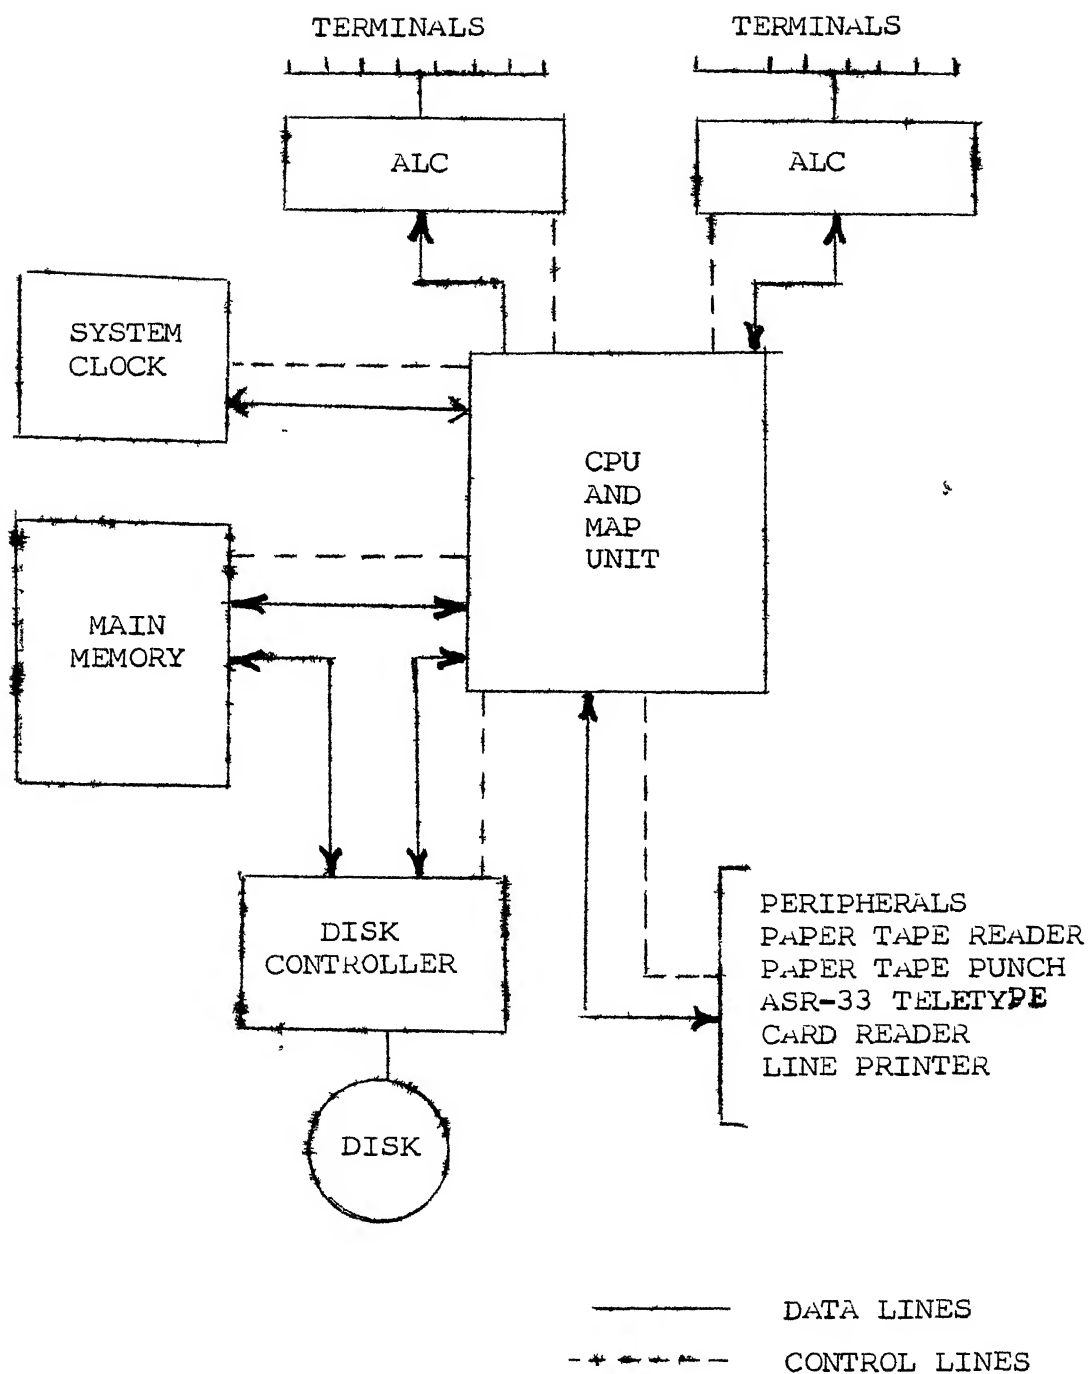 TERMINALS
TERMINALS
ALC
ALC
SYSTEM
CLOCK
CPU
AND
MAP
UNIT
MAIN
MEMORY
DISK
CONTROLLER
PERIPHERALS
PAPER TAPE READER
PAPER TAPE PUNCH
ASR-33 TELETYPE
CARD READER
LINE PRINTER
DISK
DATA LINES
CONTROL LINES